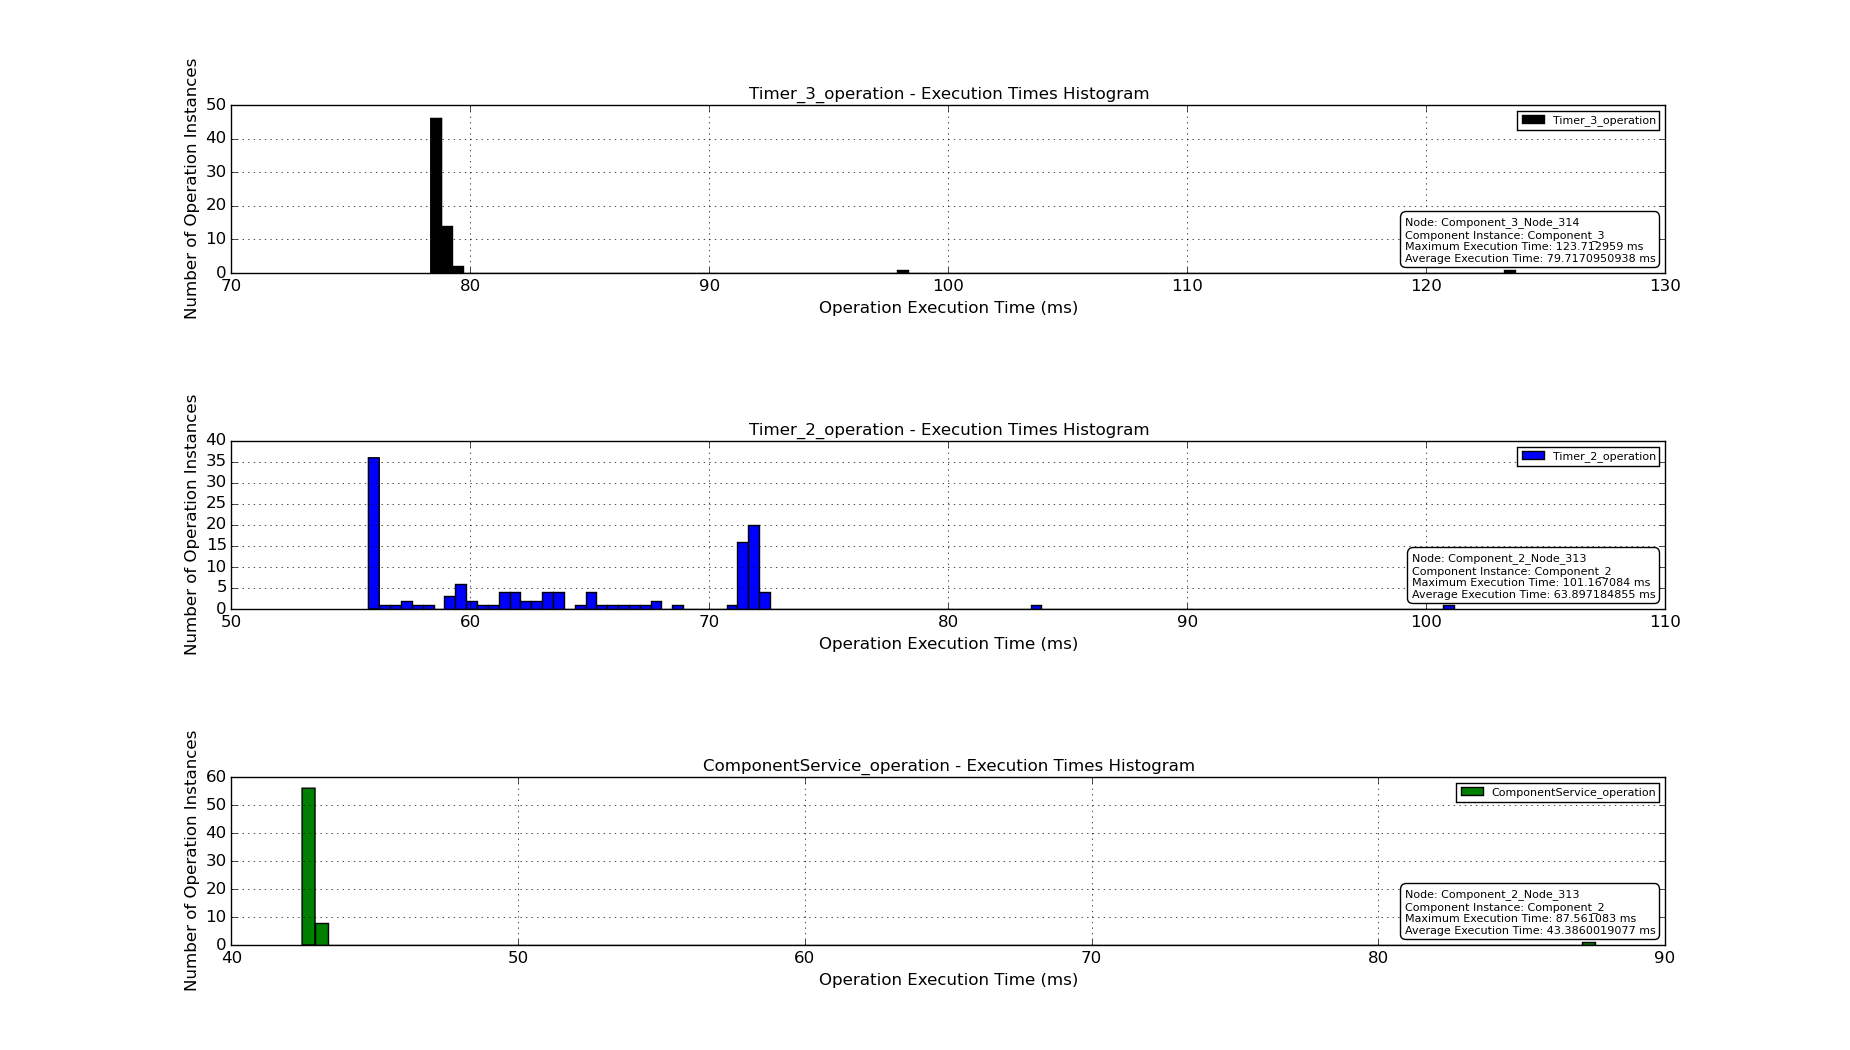 Timer_3_operation - Execution Times Histogram
Number of Operation Instances
50
40
30
20
10
0
Timer_3_operation
Node: Component_3_Node_314
Component Instance: Component_3
Maximum Execution Time: 123.712959 ms
Average Execution Time: 79.7170950938 ms
70 80 90 100 110 120 130
Operation Execution Time (ms)
Timer_2_operation - Execution Times Histogram
Number of Operation Instances
40
35
30
25
20
15
10
5
0
Timer_2_operation
Node: Component_2_Node_313
Component Instance: Component_2
Maximum Execution Time: 101.167084 ms
Average Execution Time: 63.897184855 ms
50 60 70 80 90 100 110
Operation Execution Time (ms)
ComponentService_operation - Execution Times Histogram
Number of Operation Instances
60
50
40
30
20
10
0
ComponentService_operation
Node: Component_2_Node_313
Component Instance: Component_2
Maximum Execution Time: 87.561083 ms
Average Execution Time: 43.3860019077 ms
40 50 60 70 80 90
Operation Execution Time (ms)